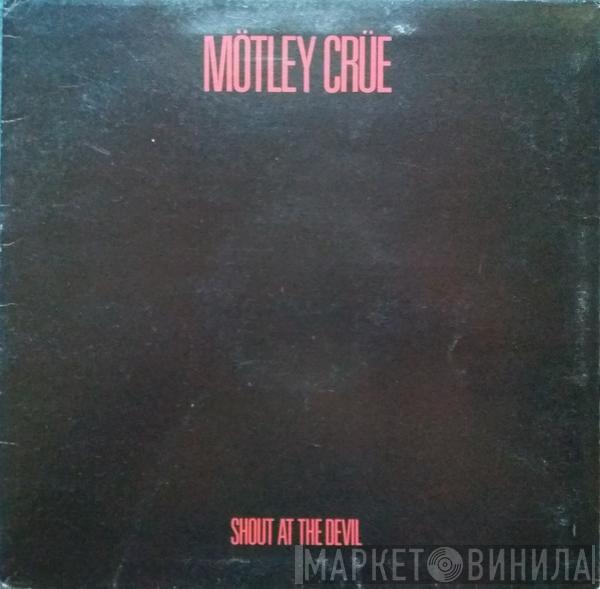 MÖTLEY CRÜE
SHOUT AT THE DEVIL
МАРКЕТ ВИНИЛА